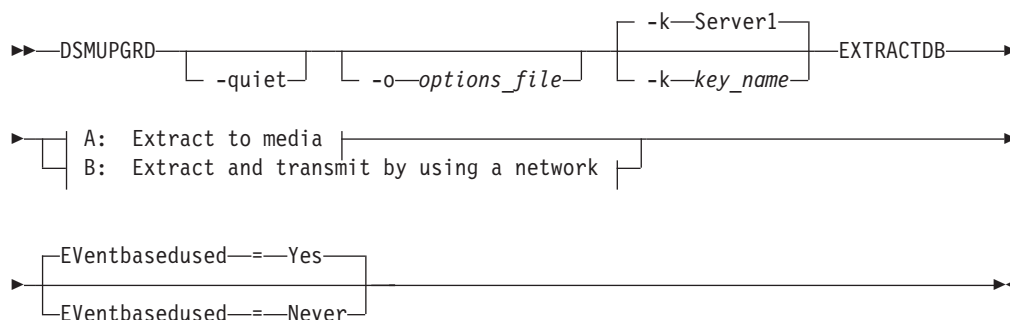 -k Server1
DSMUPGRD EXTRACTDB
-quiet -o options_file -k key_name
A: Extract to media
B: Extract and transmit by using a network
EVentbasedused = Yes
EVentbasedused = Never